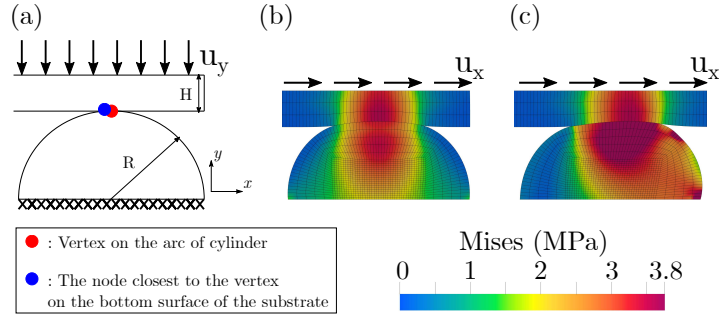 (a)
(b)
(c)
u_y
u_x
u_x
H
R
y
x
: Vertex on the arc of cylinder
: The node closest to the vertex
on the bottom surface of the substrate
Mises (MPa)
0 1 2 3 3.8